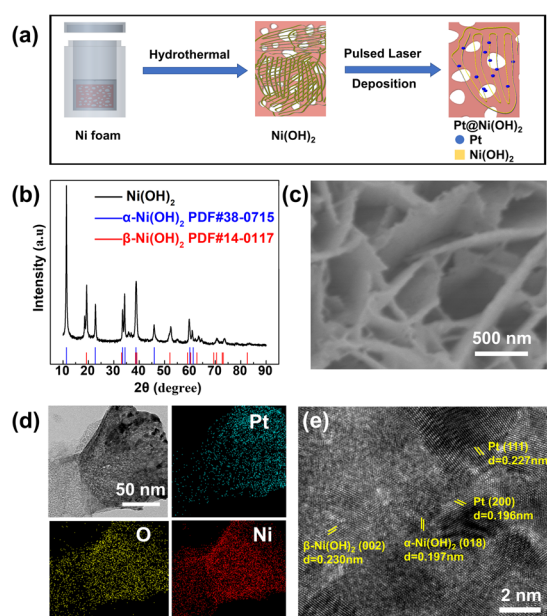 (a)
Hydrothermal
Pulsed Laser
Deposition
Ni foam
Ni(OH)₂
Pt@Ni(OH)₂
Pt
Ni(OH)₂
(b)
Intensity (a.u)
Ni(OH)₂
α-Ni(OH)₂ PDF#38-0715
β-Ni(OH)₂ PDF#14-0117
10 20 30 40 50 60 70 80 90
2θ (degree)
(c)
500 nm
(d)
50 nm
Pt
O
Ni
(e)
Pt (111)
d=0.227nm
Pt (200)
d=0.196nm
β-Ni(OH)₂ (002)
d=0.230nm
α-Ni(OH)₂ (018)
d=0.197nm
2 nm